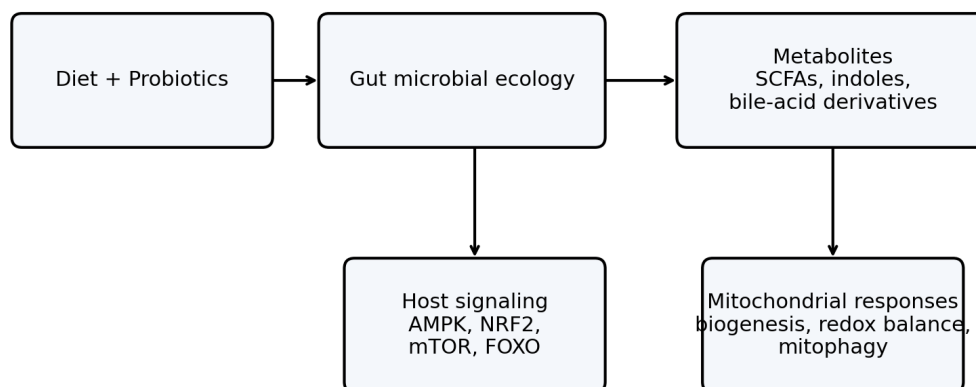 Diet + Probiotics
Gut microbial ecology
Metabolites
SCFAs, indoles,
bile-acid derivatives
Host signaling
AMPK, NRF2,
mTOR, FOXO
Mitochondrial responses
biogenesis, redox balance,
mitophagy